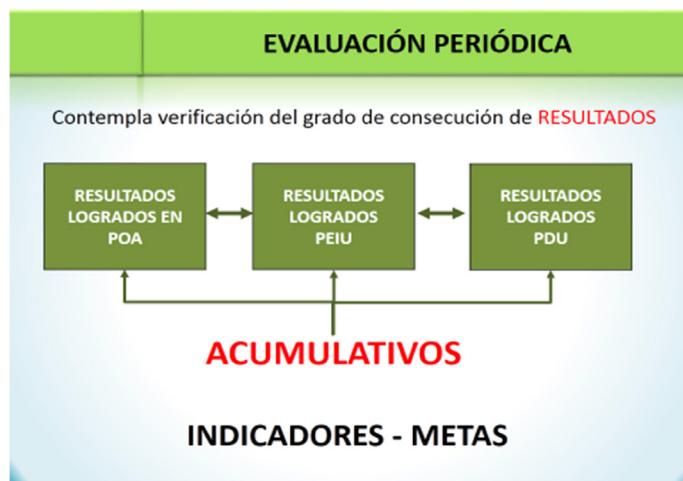 EVALUACIÓN PERIÓDICA
Contempla verificación del grado de consecución de RESULTADOS
RESULTADOS
LOGRADOS EN
POA
RESULTADOS
LOGRADOS
PEIU
RESULTADOS
LOGRADOS
PDU
ACUMULATIVOS
INDICADORES - METAS